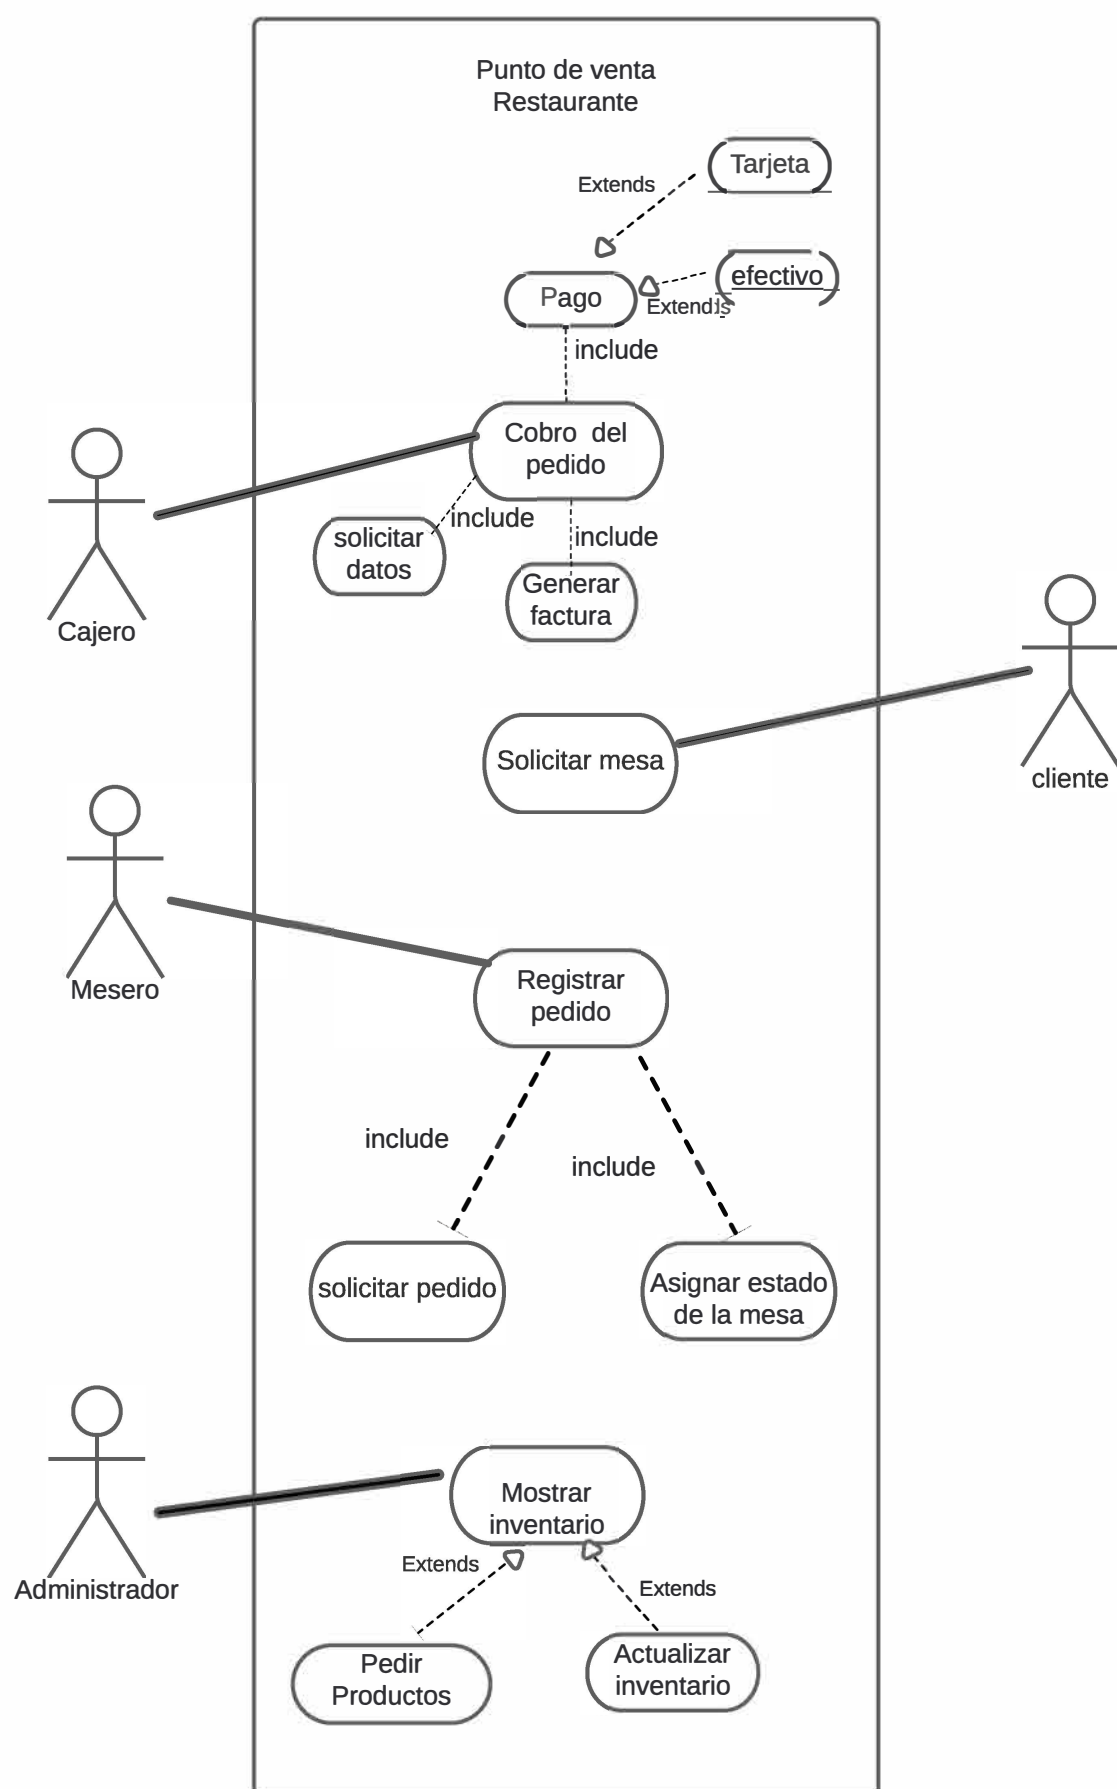 Punto de venta
Restaurante
Tarjeta
Extends
efectivo
Pago
Extends
include
Cobro del
pedido
include
solicitar
datos
include
Generar
factura
Cajero
Solicitar mesa
cliente
Mesero
Registrar
pedido
include
include
solicitar pedido
Asignar estado
de la mesa
Mostrar
inventario
Extends
Extends
Administrador
Pedir
Productos
Actualizar
inventario